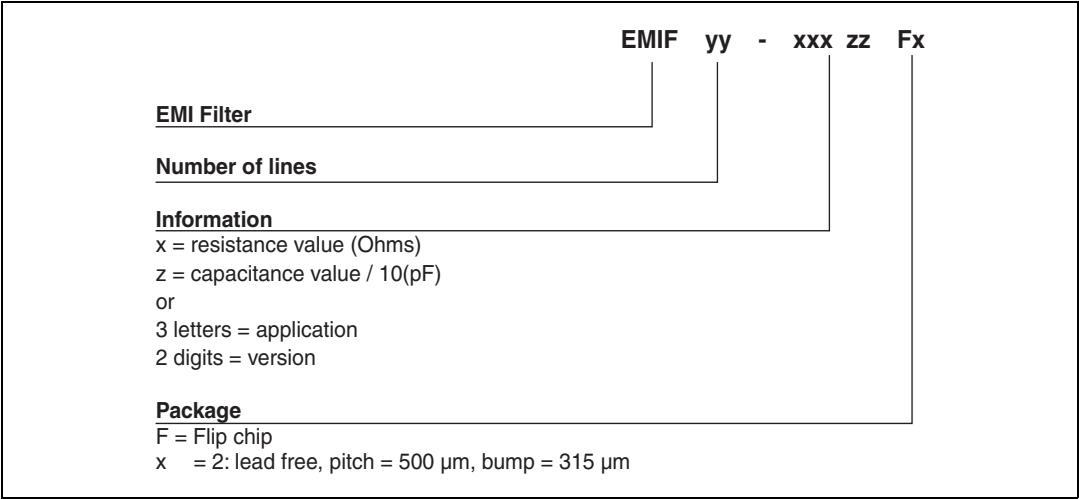 EMIF yy - xxx zz Fx
EMI Filter
Number of lines
Information
x = resistance value (Ohms)
z = capacitance value / 10(pF)
or
3 letters = application
2 digits = version
Package
F = Flip chip
x = 2: lead free, pitch = 500 µm, bump = 315 µm